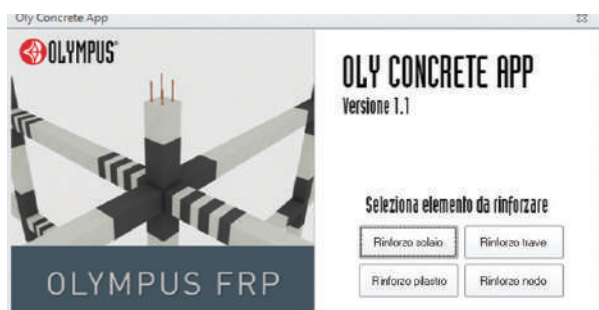 Oly Concrete App
OLYMPUS®
OLY CONCRETE APP
Versione 1.1
Seleziona elemento da rinforzare
Rinforzo solaio
Rinforzo trave
Rinforzo pilastro
Rinforzo nodo
OLYMPUS FRP